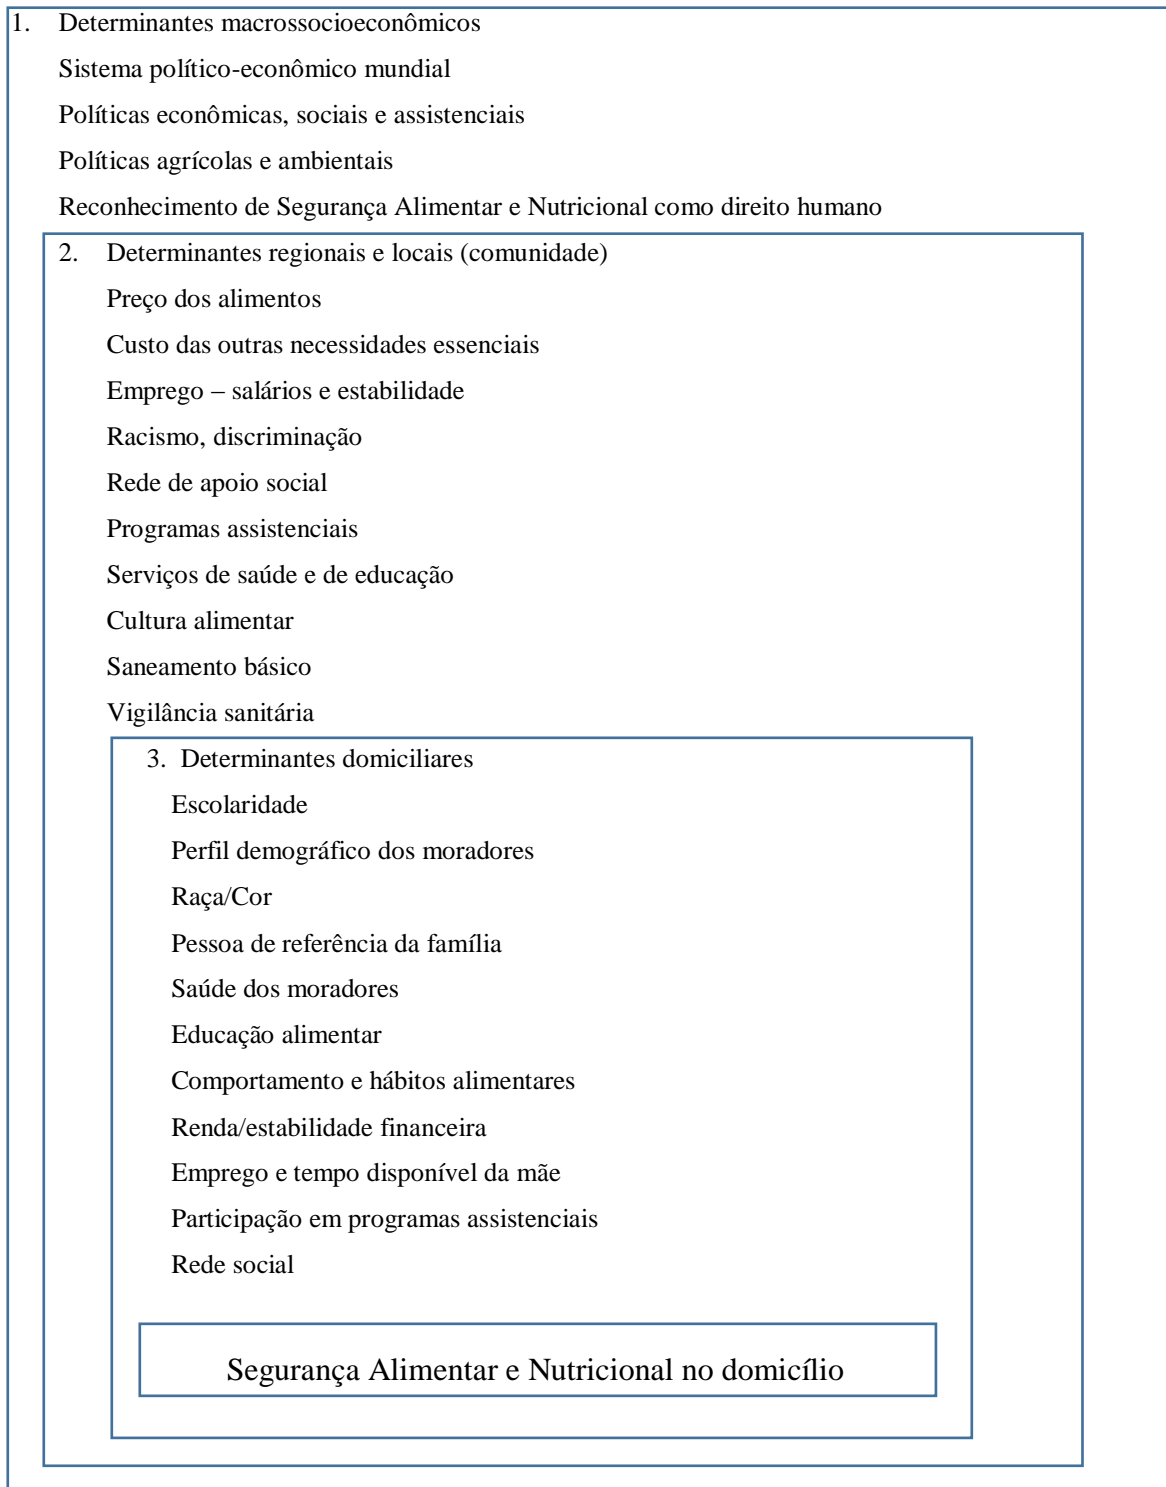 1. Determinantes macrossocioeconômicos
Sistema político-econômico mundial
Políticas econômicas, sociais e assistenciais
Políticas agrícolas e ambientais
Reconhecimento de Segurança Alimentar e Nutricional como direito humano
2. Determinantes regionais e locais (comunidade)
Preço dos alimentos
Custo das outras necessidades essenciais
Emprego – salários e estabilidade
Racismo, discriminação
Rede de apoio social
Programas assistenciais
Serviços de saúde e de educação
Cultura alimentar
Saneamento básico
Vigilância sanitária
3. Determinantes domiciliares
Escolaridade
Perfil demográfico dos moradores
Raça/Cor
Pessoa de referência da família
Saúde dos moradores
Educação alimentar
Comportamento e hábitos alimentares
Renda/estabilidade financeira
Emprego e tempo disponível da mãe
Participação em programas assistenciais
Rede social
Segurança Alimentar e Nutricional no domicílio